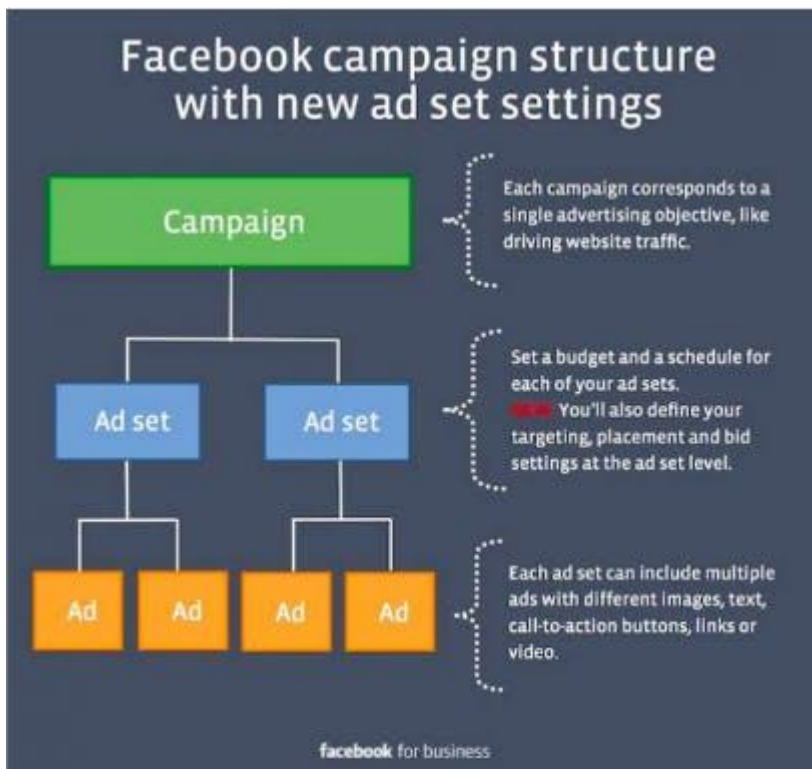 Facebook campaign structure
with new ad set settings
Campaign
Each campaign corresponds to a
single advertising objective, like
driving website traffic.
Ad set
Ad set
Set a budget and a schedule for
each of your ad sets.
You'll also define your
targeting, placement and bid
settings at the ad set level.
Ad
Ad
Ad
Ad
Each ad set can include multiple
ads with different images, text,
call-to-action buttons, links or
video.
facebook for business